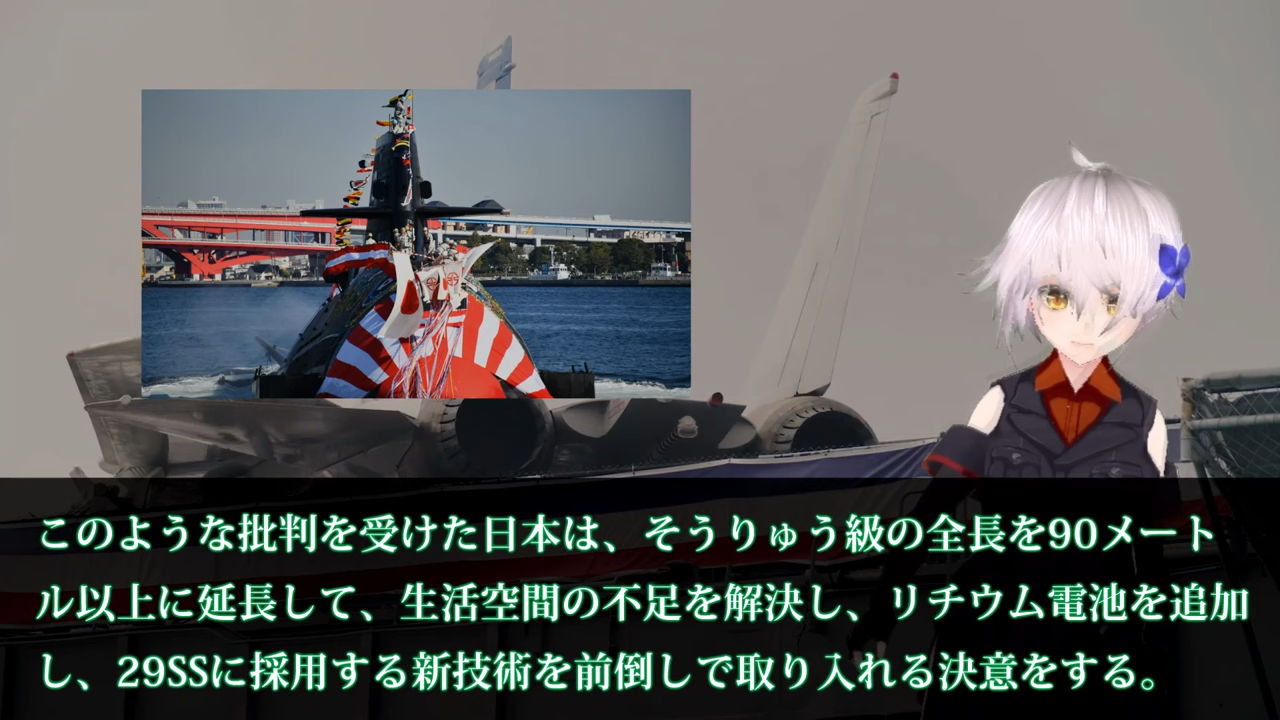 このような批判を受けた日本は、そうりゅう級の全長を90メート
ル以上に延長して、生活空間の不足を解決し、リチウム電池を追加
し、29SSに採用する新技術を前倒しで取り入れる決意をする。